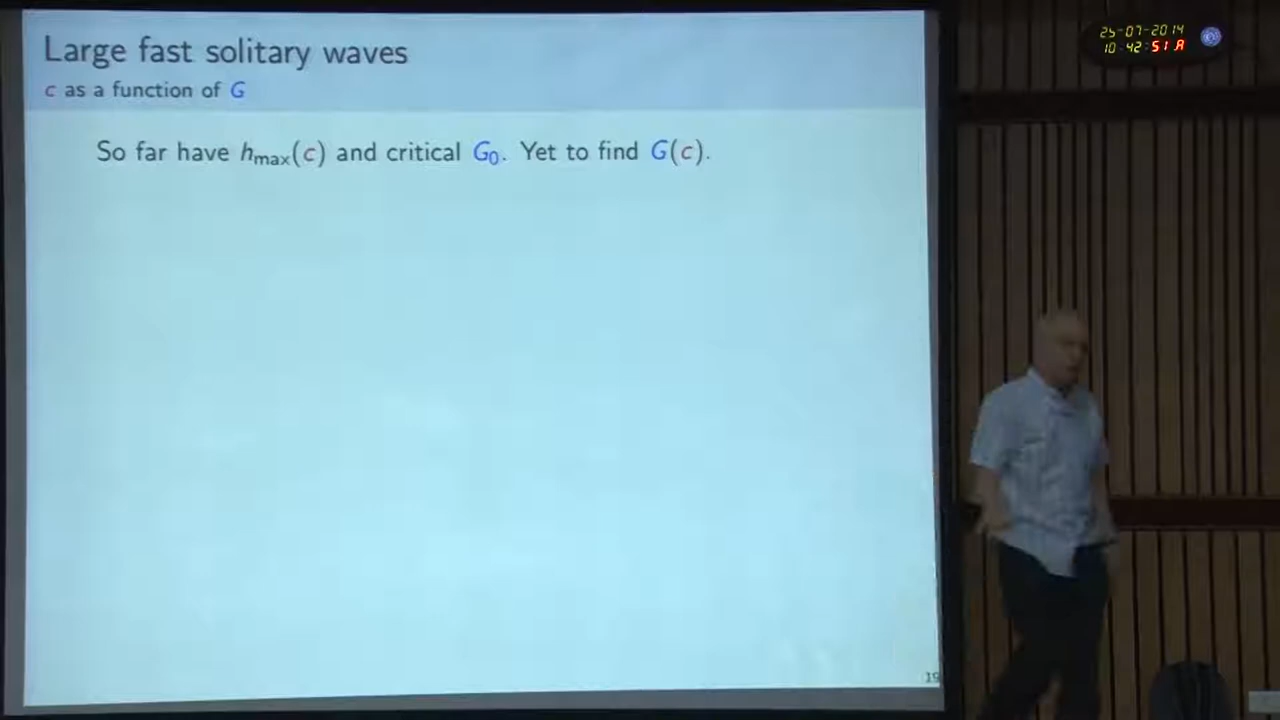 Large fast solitary waves
c as a function of G
So far have hmax(c) and critical G0. Yet to find G(c).
19
25-07-2014
10:42:51 A